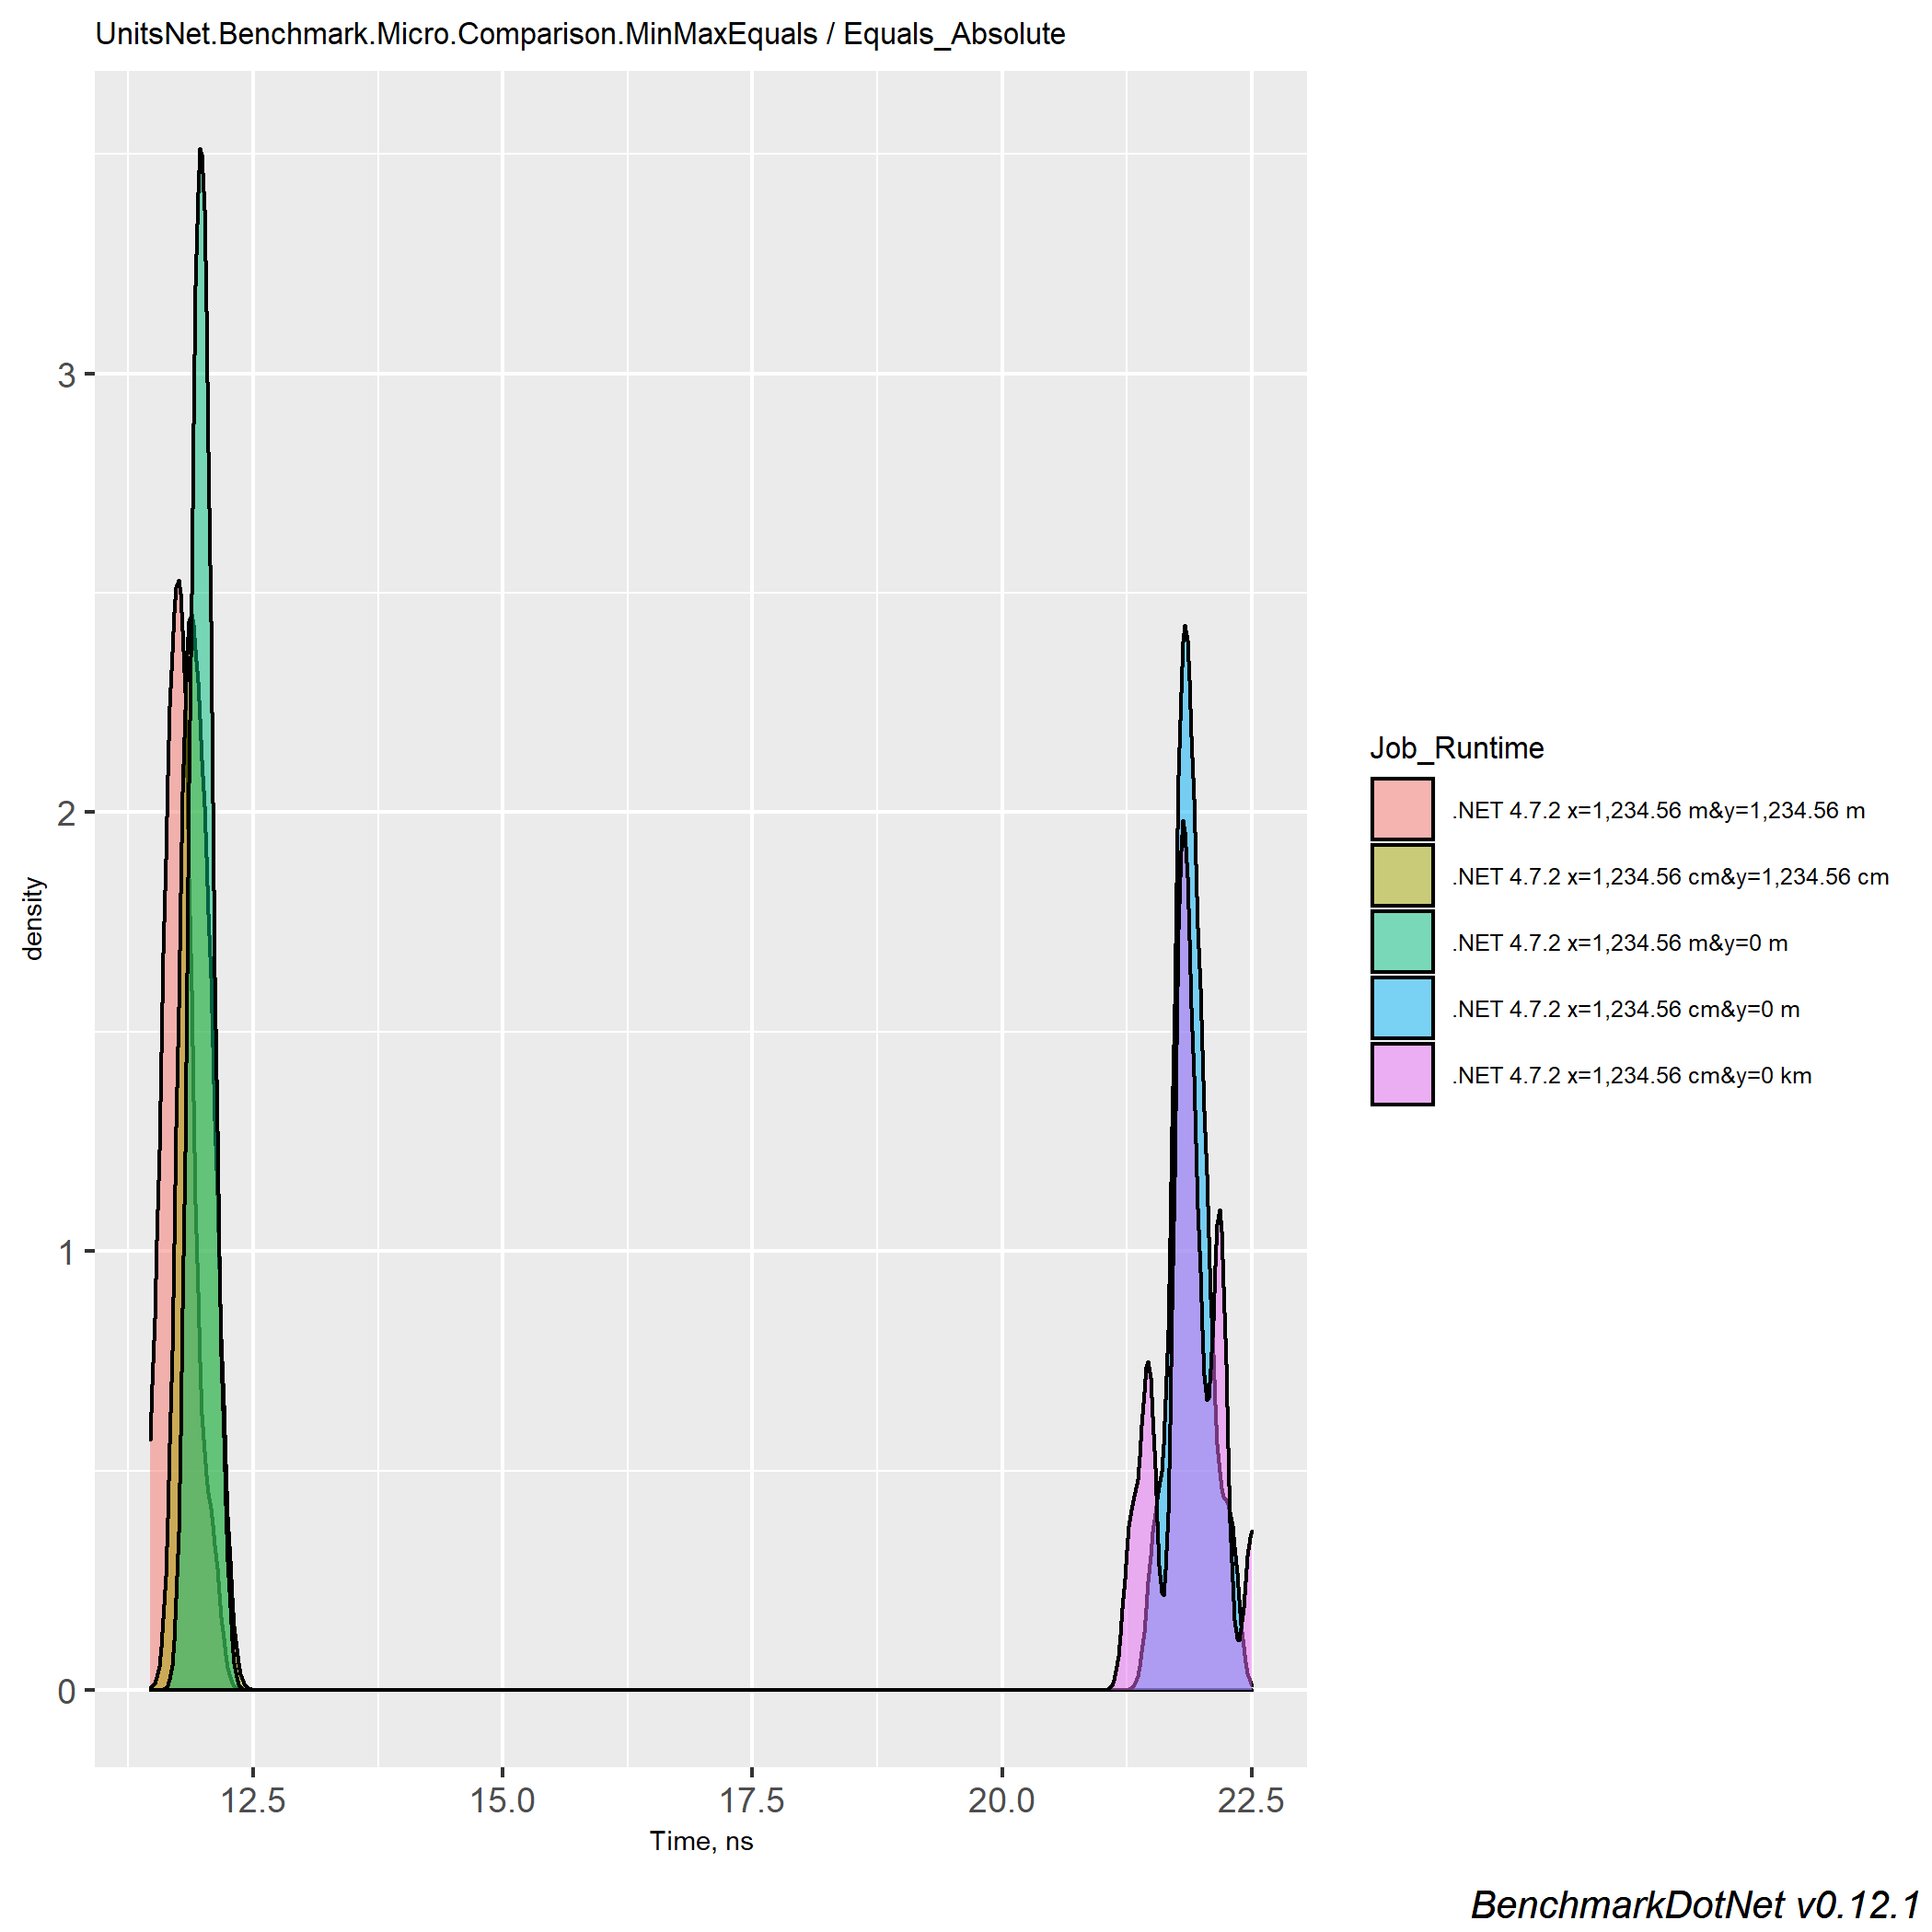 UnitsNet.Benchmark.Micro.Comparison.MinMaxEquals / Equals_Absolute
3
2
1
0
density
12.5 15.0 17.5 20.0 22.5
Time, ns
Job_Runtime
.NET 4.7.2 x=1,234.56 m&y=1,234.56 m
.NET 4.7.2 x=1,234.56 cm&y=1,234.56 cm
.NET 4.7.2 x=1,234.56 m&y=0 m
.NET 4.7.2 x=1,234.56 cm&y=0 m
.NET 4.7.2 x=1,234.56 cm&y=0 km
BenchmarkDotNet v0.12.1